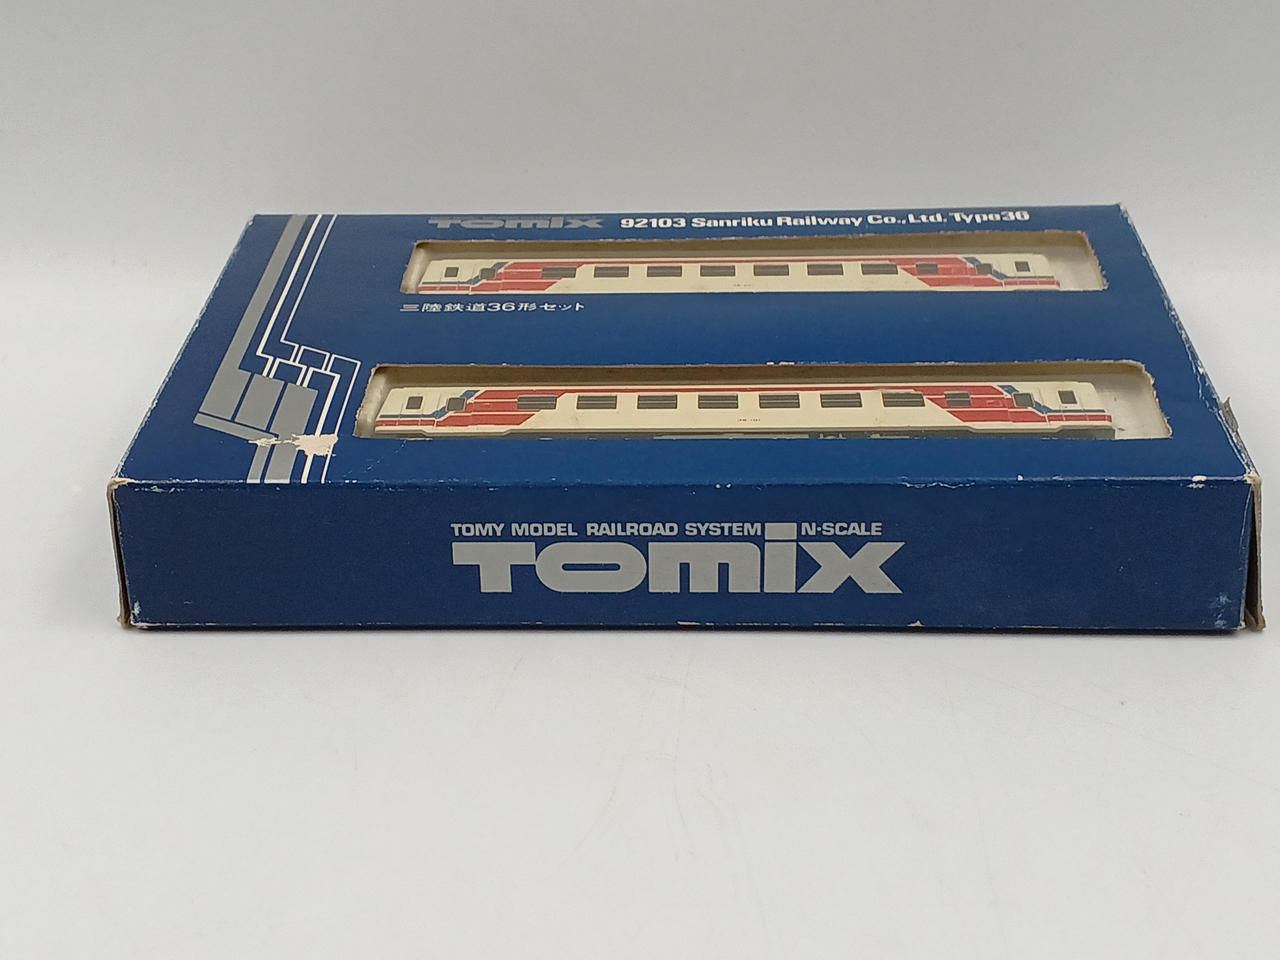 TOMIX 92103 Sanriku Railway Co., Ltd. Type36
三陸鉄道36形セット
TOMY MODEL RAILROAD SYSTEM N-SCALE
TOMIX